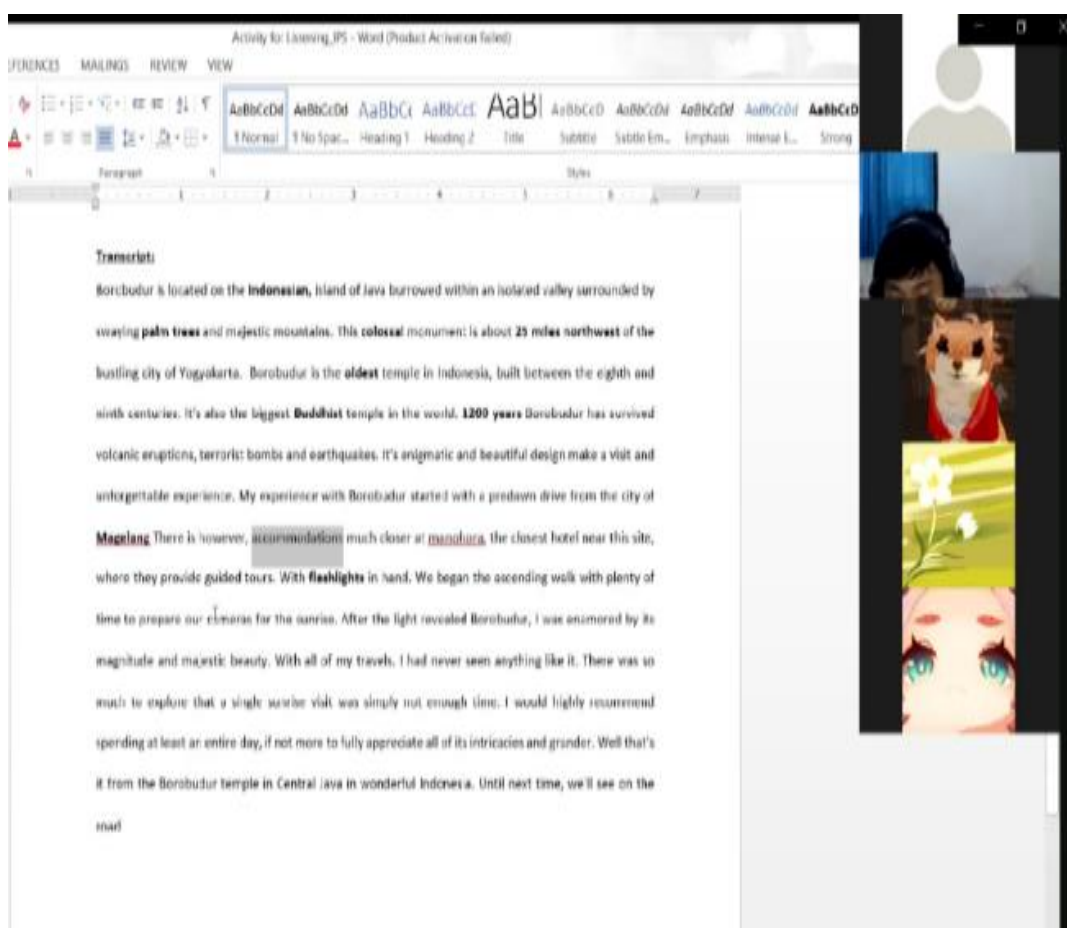 Activity for Listening_IPS - Word (Product Activation Failed)
MAILINGS REVIEW VIEW
AaBbCcDd AaBbCcDd AaBbCc AaBbCcC AaB AaBbCcD AaBbCcDd AaBbCcDd AaBbCcDd AaBbCcD
¶ Normal ¶ No Spac... Heading 1 Heading 2 Title Subtitle Subtle Em... Emphasis Intense E... Strong
Paragraph Styles
1 2 3 4 5 6 7
Transcript:
Borobudur is located on the Indonesian, island of Java burrowed within an isolated valley surrounded by
swaying palm trees and majestic mountains. This colossal monument is about 25 miles northwest of the
bustling city of Yogyakarta. Borobudur is the oldest temple in Indonesia, built between the eighth and
ninth centuries. It's also the biggest Buddhist temple in the world. 1200 years Borobudur has survived
volcanic eruptions, terrorist bombs and earthquakes. It's enigmatic and beautiful design make a visit and
unforgettable experience. My experience with Borobudur started with a predawn drive from the city of
Magelang There is however, accommodations much closer at manohara, the closest hotel near this site,
where they provide guided tours. With flashlights in hand. We began the ascending walk with plenty of
time to prepare our cameras for the sunrise. After the light revealed Borobudur, I was enamored by its
magnitude and majestic beauty. With all of my travels. I had never seen anything like it. There was so
much to explore that a single sunrise visit was simply not enough time. I would highly recommend
spending at least an entire day, if not more to fully appreciate all of its intricacies and grander. Well that's
it from the Borobudur temple in Central Java in wonderful Indonesia. Until next time, we'll see on the